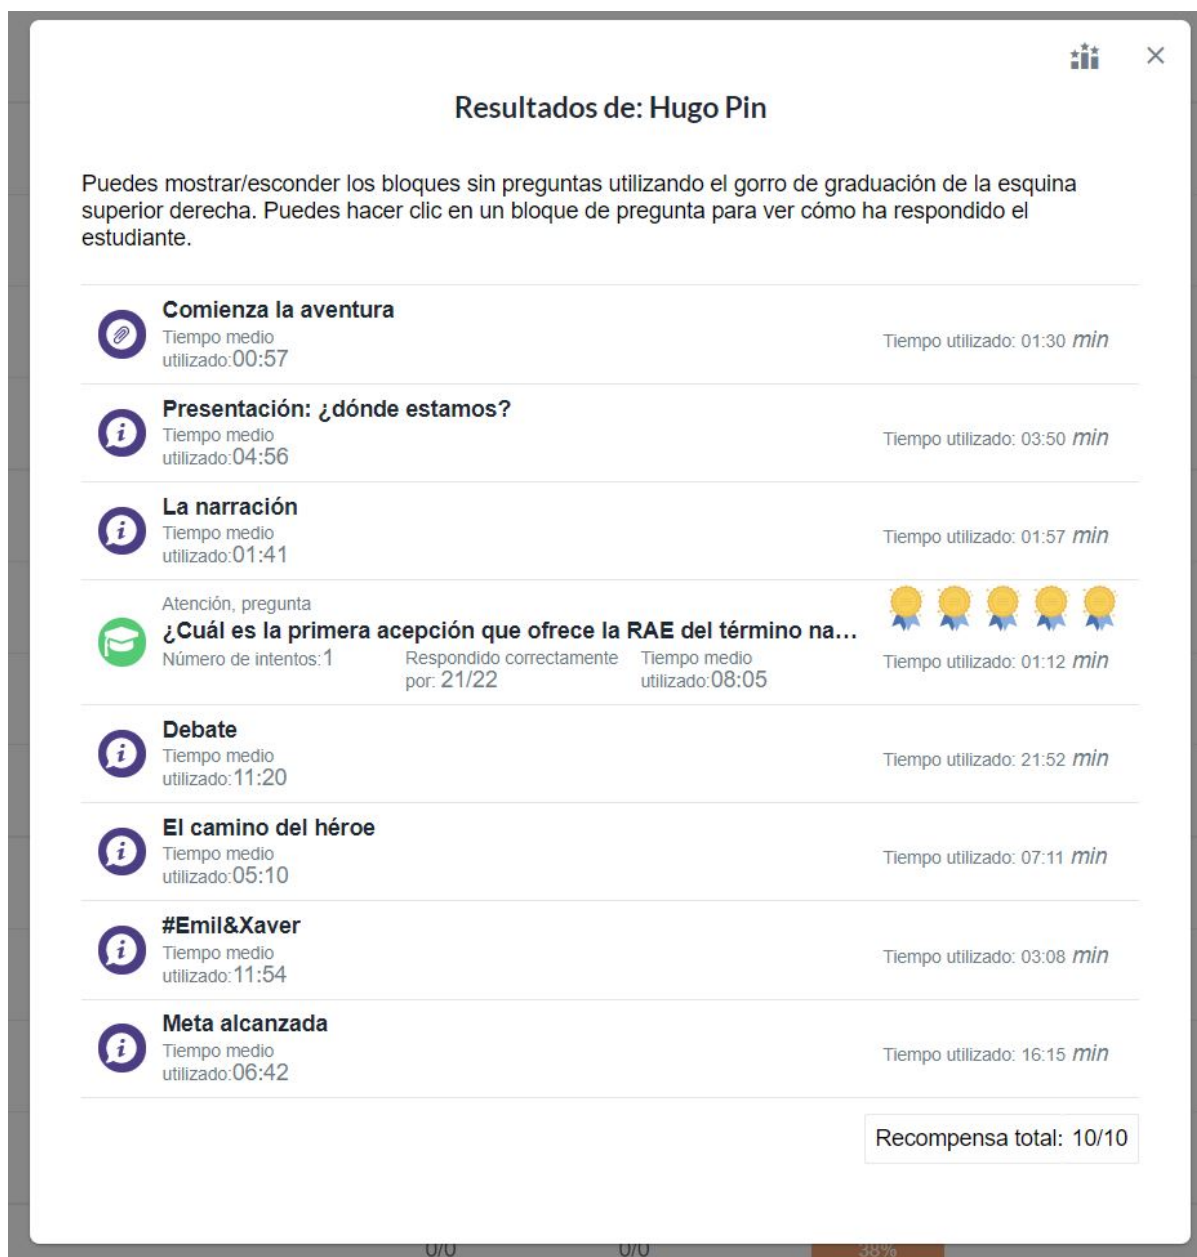 Resultados de: Hugo Pin
Puedes mostrar/esconder los bloques sin preguntas utilizando el gorro de graduación de la esquina
superior derecha. Puedes hacer clic en un bloque de pregunta para ver cómo ha respondido el
estudiante.
Comienza la aventura
Tiempo medio
utilizado:00:57
Tiempo utilizado: 01:30 min
Presentación: ¿dónde estamos?
Tiempo medio
utilizado:04:56
Tiempo utilizado: 03:50 min
La narración
Tiempo medio
utilizado:01:41
Tiempo utilizado: 01:57 min
Atención, pregunta
¿Cuál es la primera acepción que ofrece la RAE del término na...
Número de intentos:1
Respondido correctamente
por: 21/22
Tiempo medio
utilizado:08:05
Tiempo utilizado: 01:12 min
Debate
Tiempo medio
utilizado:11:20
Tiempo utilizado: 21:52 min
El camino del héroe
Tiempo medio
utilizado:05:10
Tiempo utilizado: 07:11 min
#Emil&Xaver
Tiempo medio
utilizado:11:54
Tiempo utilizado: 03:08 min
Meta alcanzada
Tiempo medio
utilizado:06:42
Tiempo utilizado: 16:15 min
Recompensa total: 10/10
0/0 0/0 38%